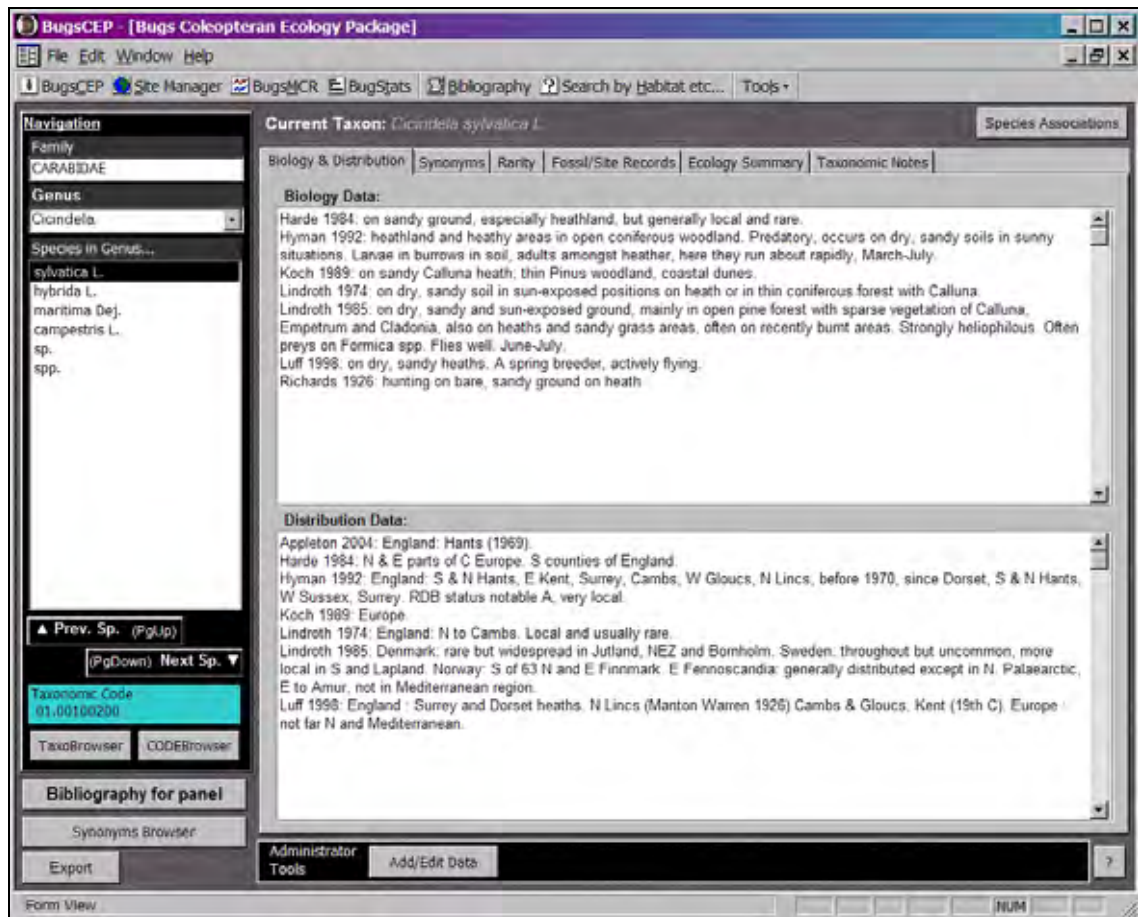 BugsCEP - [Bugs Coleopteran Ecology Package]
File Edit Window Help
BugsCEP Site Manager BugsMCR BugStats Bibliography Search by Habitat etc... Tools
Navigation
Family
CARABIDAE
Genus
Cicindela
Species in Genus...
sylvatica L.
hybrida L.
maritima Dej.
campestris L.
sp.
spp.
▲ Prev. Sp. (PgUp)
(PgDown) Next Sp. ▼
Taxonomic Code
01.00100200
TaxoBrowser CODEBrowser
Bibliography for panel
Synonyms Browser
Export
Current Taxon: Cicindela sylvatica L.
Species Associations
Biology & Distribution Synonyms Rarity Fossil/Site Records Ecology Summary Taxonomic Notes
Biology Data:
Harde 1984: on sandy ground, especially heathland, but generally local and rare.
Hyman 1992: heathland and heathy areas in open coniferous woodland. Predatory, occurs on dry, sandy soils in sunny
situations. Larvae in burrows in soil, adults amongst heather, here they run about rapidly, March-July.
Koch 1989: on sandy Calluna heath, thin Pinus woodland, coastal dunes.
Lindroth 1974: on dry, sandy soil in sun-exposed positions on heath or in thin coniferous forest with Calluna.
Lindroth 1985: on dry, sandy and sun-exposed ground, mainly in open pine forest with sparse vegetation of Calluna,
Empetrum and Cladonia, also on heaths and sandy grass areas, often on recently burnt areas. Strongly heliophilous. Often
preys on Formica spp. Flies well. June-July.
Luff 1998: on dry, sandy heaths. A spring breeder, actively flying.
Richards 1926: hunting on bare, sandy ground on heath
Distribution Data:
Appleton 2004: England: Hants (1969).
Harde 1984: N & E parts of C Europe. S counties of England.
Hyman 1992: England: S & N Hants, E Kent, Surrey, Cambs, W Gloucs, N Lincs, before 1970, since Dorset, S & N Hants,
W Sussex, Surrey. RDB status notable A, very local.
Koch 1989: Europe.
Lindroth 1974: England: N to Cambs. Local and usually rare.
Lindroth 1985: Denmark: rare but widespread in Jutland, NEZ and Bornholm. Sweden: throughout but uncommon, more
local in S and Lapland. Norway: S of 63 N and E Finnmark. E Fennoscandia: generally distributed except in N. Palaearctic,
E to Amur, not in Mediterranean region.
Luff 1998: England : Surrey and Dorset heaths. N Lincs (Manton Warren 1926) Cambs & Gloucs. Kent (19th C). Europe :
not far N and Mediterranean.
Administrator
Tools
Add/Edit Data
?
Form View
NUM